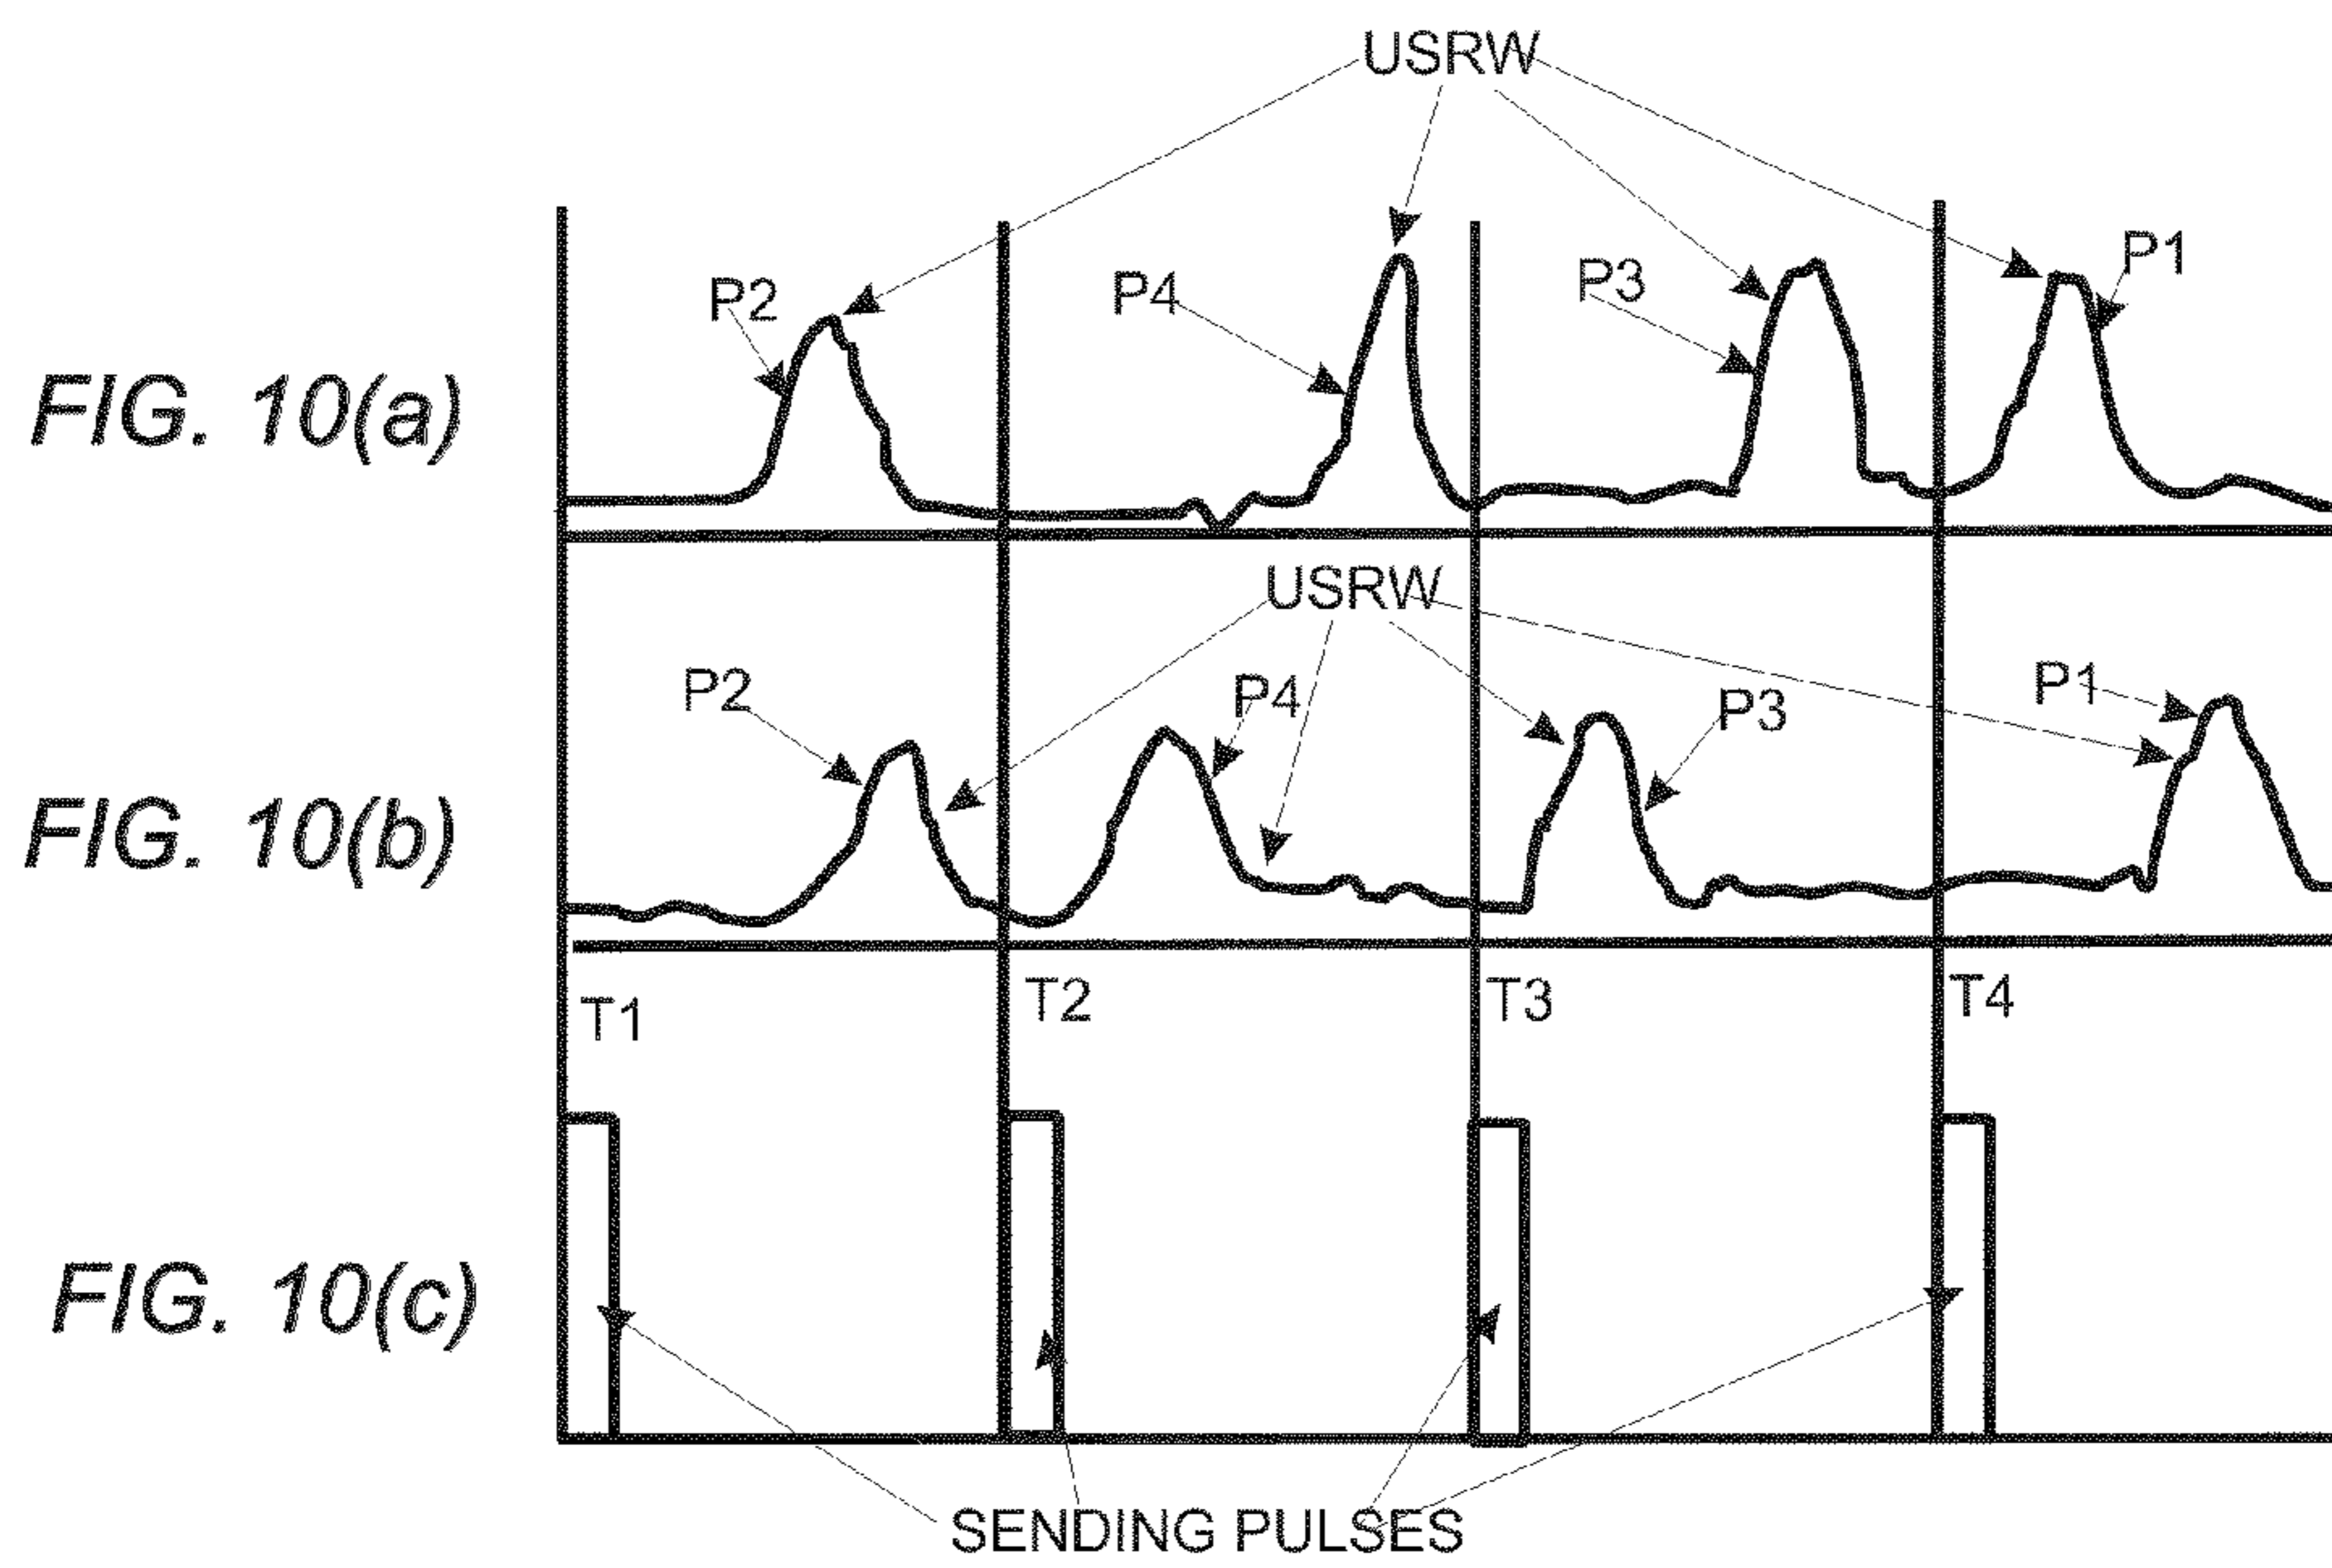 USRW
P2
P4
P3
P1
FIG. 10(a)
USRW
P2
P4
P3
P1
FIG. 10(b)
T1
T2
T3
T4
FIG. 10(c)
SENDING PULSES